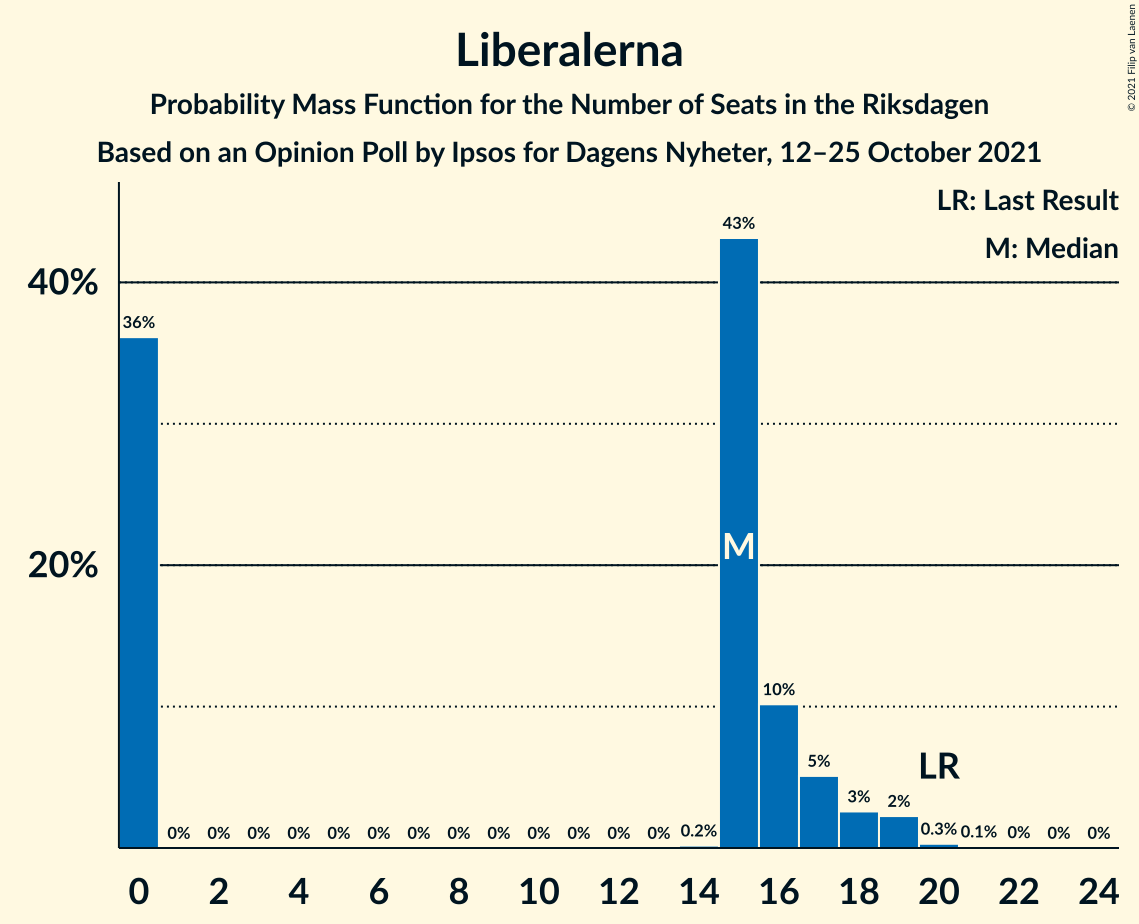 Liberalerna
Probability Mass Function for the Number of Seats in the Riksdagen
Based on an Opinion Poll by Ipsos for Dagens Nyheter, 12–25 October 2021
© 2021 Filip van Laenen
LR: Last Result
M: Median
43%
40%
36%
M
20%
10%
5%
LR
3%
2%
0% 0% 0% 0% 0% 0% 0% 0% 0% 0% 0% 0% 0% 0.2% 0.3% 0.1% 0% 0% 0%
0 2 4 6 8 10 12 14 16 18 20 22 24